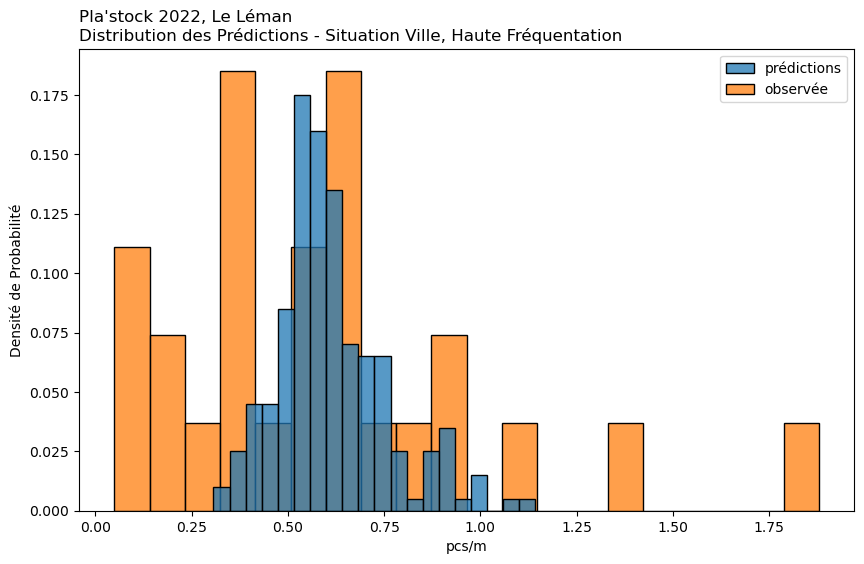 Pla'stock 2022, Le Léman
Distribution des Prédictions - Situation Ville, Haute Fréquentation
prédictions
observée
Densité de Probabilité
0.175
0.150
0.125
0.100
0.075
0.050
0.025
0.000
0.00 0.25 0.50 0.75 1.00 1.25 1.50 1.75
pcs/m